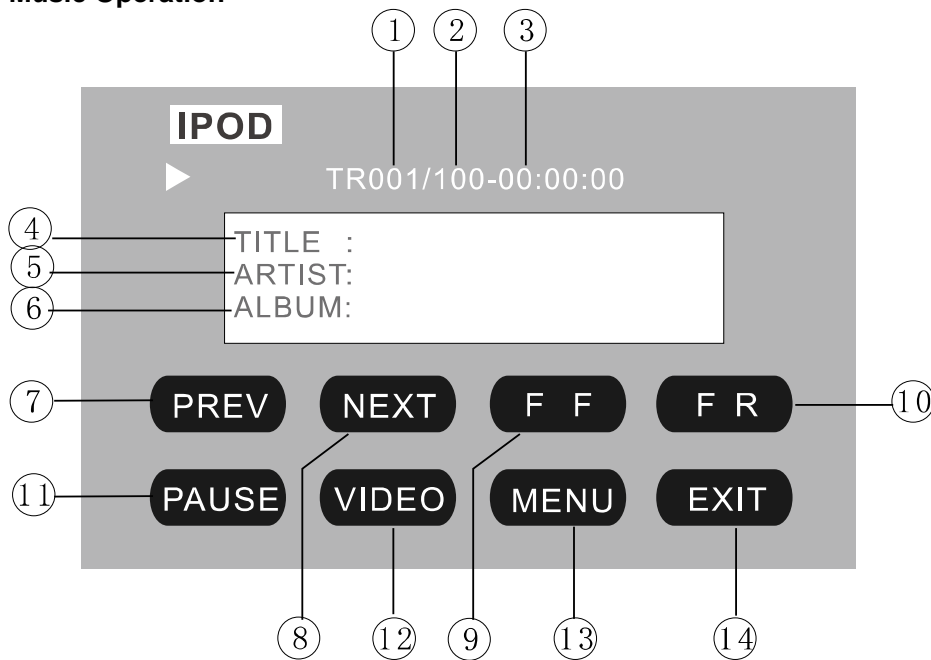 Music Operation
① ② ③
IPOD
TR001/100-00:00:00
④ TITLE :
⑤ ARTIST:
⑥ ALBUM:
⑦ PREV NEXT F F F R ⑩
⑪ PAUSE VIDEO MENU EXIT
⑧ ⑫ ⑨ ⑬ ⑭